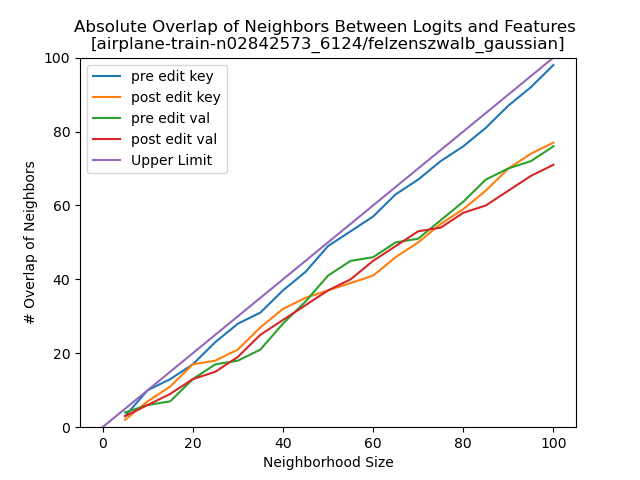 Absolute Overlap of Neighbors Between Logits and Features
[airplane-train-n02842573_6124/felzenszwalb_gaussian]
pre edit key
post edit key
pre edit val
post edit val
Upper Limit
# Overlap of Neighbors
100
80
60
40
20
0
0 20 40 60 80 100
Neighborhood Size